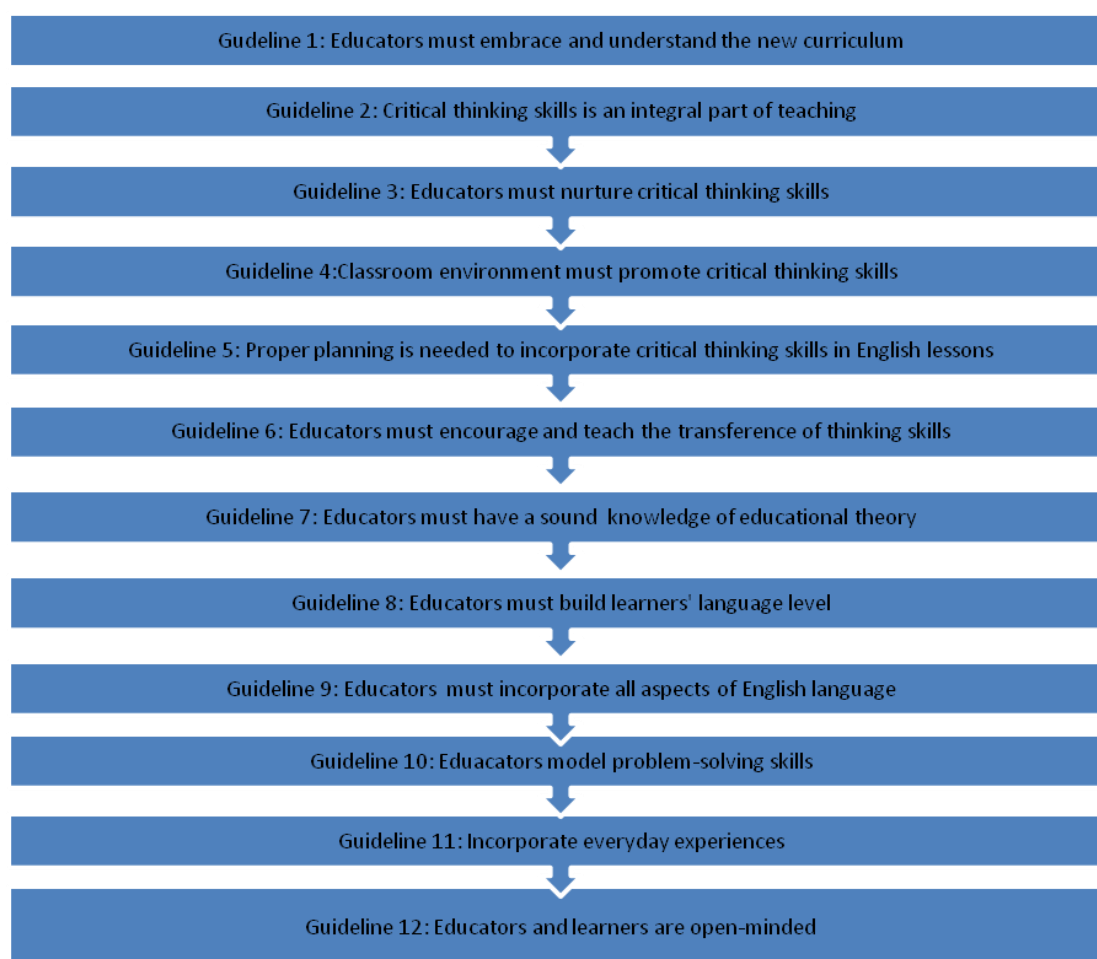 Gudeline 1: Educators must embrace and understand the new curriculum
Guideline 2: Critical thinking skills is an integral part of teaching
Guideline 3: Educators must nurture critical thinking skills
Guideline 4:Classroom environment must promote critical thinking skills
Guideline 5: Proper planning is needed to incorporate critical thinking skills in English lessons
Guideline 6: Educators must encourage and teach the transference of thinking skills
Guideline 7: Educators must have a sound knowledge of educational theory
Guideline 8: Educators must build learners' language level
Guideline 9: Educators must incorporate all aspects of English language
Guideline 10: Eduacators model problem-solving skills
Guideline 11: Incorporate everyday experiences
Guideline 12: Educators and learners are open-minded